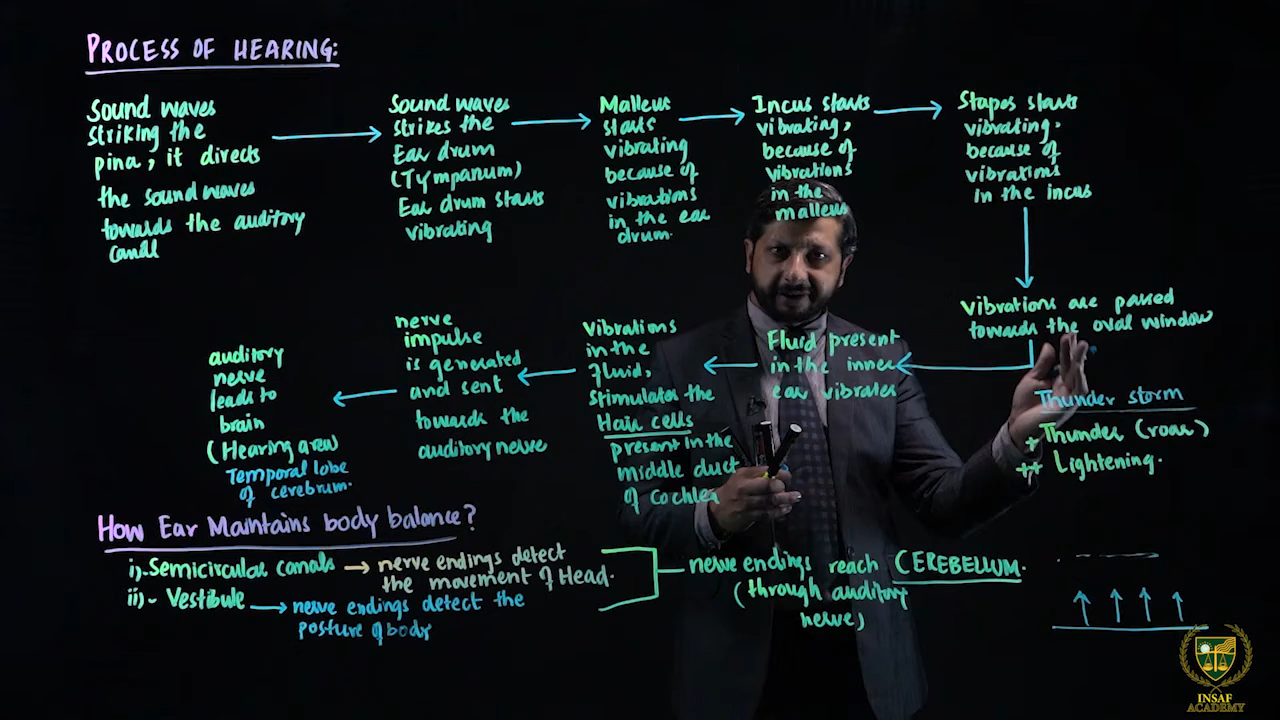 PROCESS OF HEARING:
Sound waves
striking the
pina, it directs
the sound waves
towards the auditory
canal
Sound waves
strikes the
Ear drum
(Tympanum)
Ear drum starts
vibrating
Malleus
starts
vibrating
because of
vibrations
in the ear
drum.
Incus starts
vibrating,
because of
vibrations
in the
malleus
Stapes starts
vibrating.
because of
vibrations
in the incus
Vibrations are passed
towards the oval window
Fluid present
in the inner
ear vibrates
Vibrations
in the
fluid,
stimulates the
Hair cells
present in the
middle duct
of Cochlea
nerve
impulse
is generated
and sent
towards the
auditory nerve
auditory
nerve
leads to
brain
(Hearing area)
Temporal lobe
of cerebrum.
Thunder storm
+ Thunder (roar)
++ Lightening.
How Ear Maintains body balance?
i)- Semicircular canals → nerve endings detect
the movement of Head.
ii)- Vestibule → nerve endings detect the
posture of body
nerve endings reach CEREBELLUM.
(through auditory
nerve)
INSAF
ACADEMY